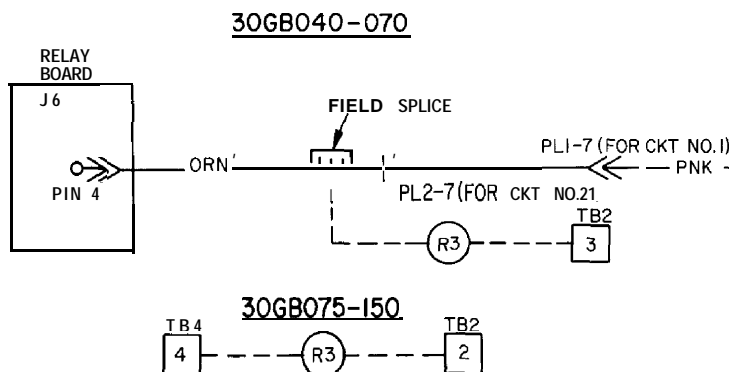 30GB040-070
RELAY
BOARD
J6
FIELD SPLICE
PL1-7 (FOR CKT NO.1)
ORN
PNK
PIN 4
PL2-7(FOR CKT NO.21
TB2
R3
3
30GB075-150
TB4
TB2
4
R3
2